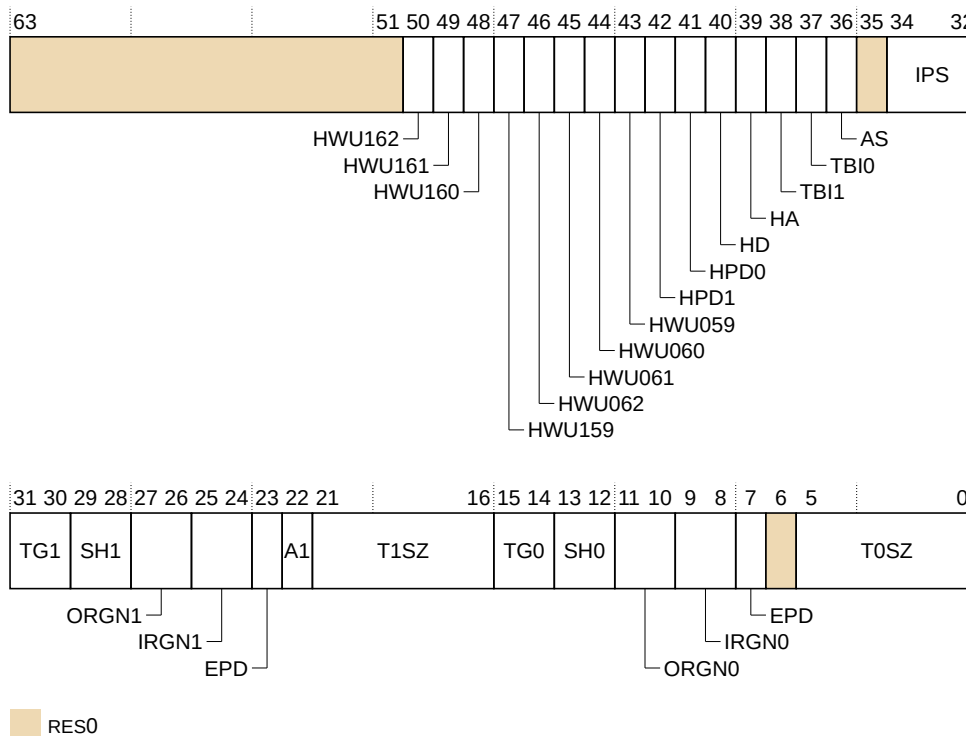 63 51 50 49 48 47 46 45 44 43 42 41 40 39 38 37 36 35 34 32
IPS
HWU162 AS
HWU161 TBI0
HWU160 TBI1
HA
HD
HPD0
HPD1
HWU059
HWU060
HWU061
HWU062
HWU159
31 30 29 28 27 26 25 24 23 22 21 16 15 14 13 12 11 10 9 8 7 6 5 0
TG1 SH1 A1 T1SZ TG0 SH0 T0SZ
ORGN1 EPD
IRGN1 IRGN0
EPD ORGN0
RES0